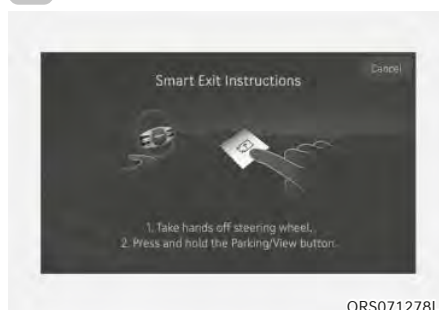 Cancel
Smart Exit Instructions
1. Take hands off steering wheel.
2. Press and hold the Parking/View button.
ORS071278L